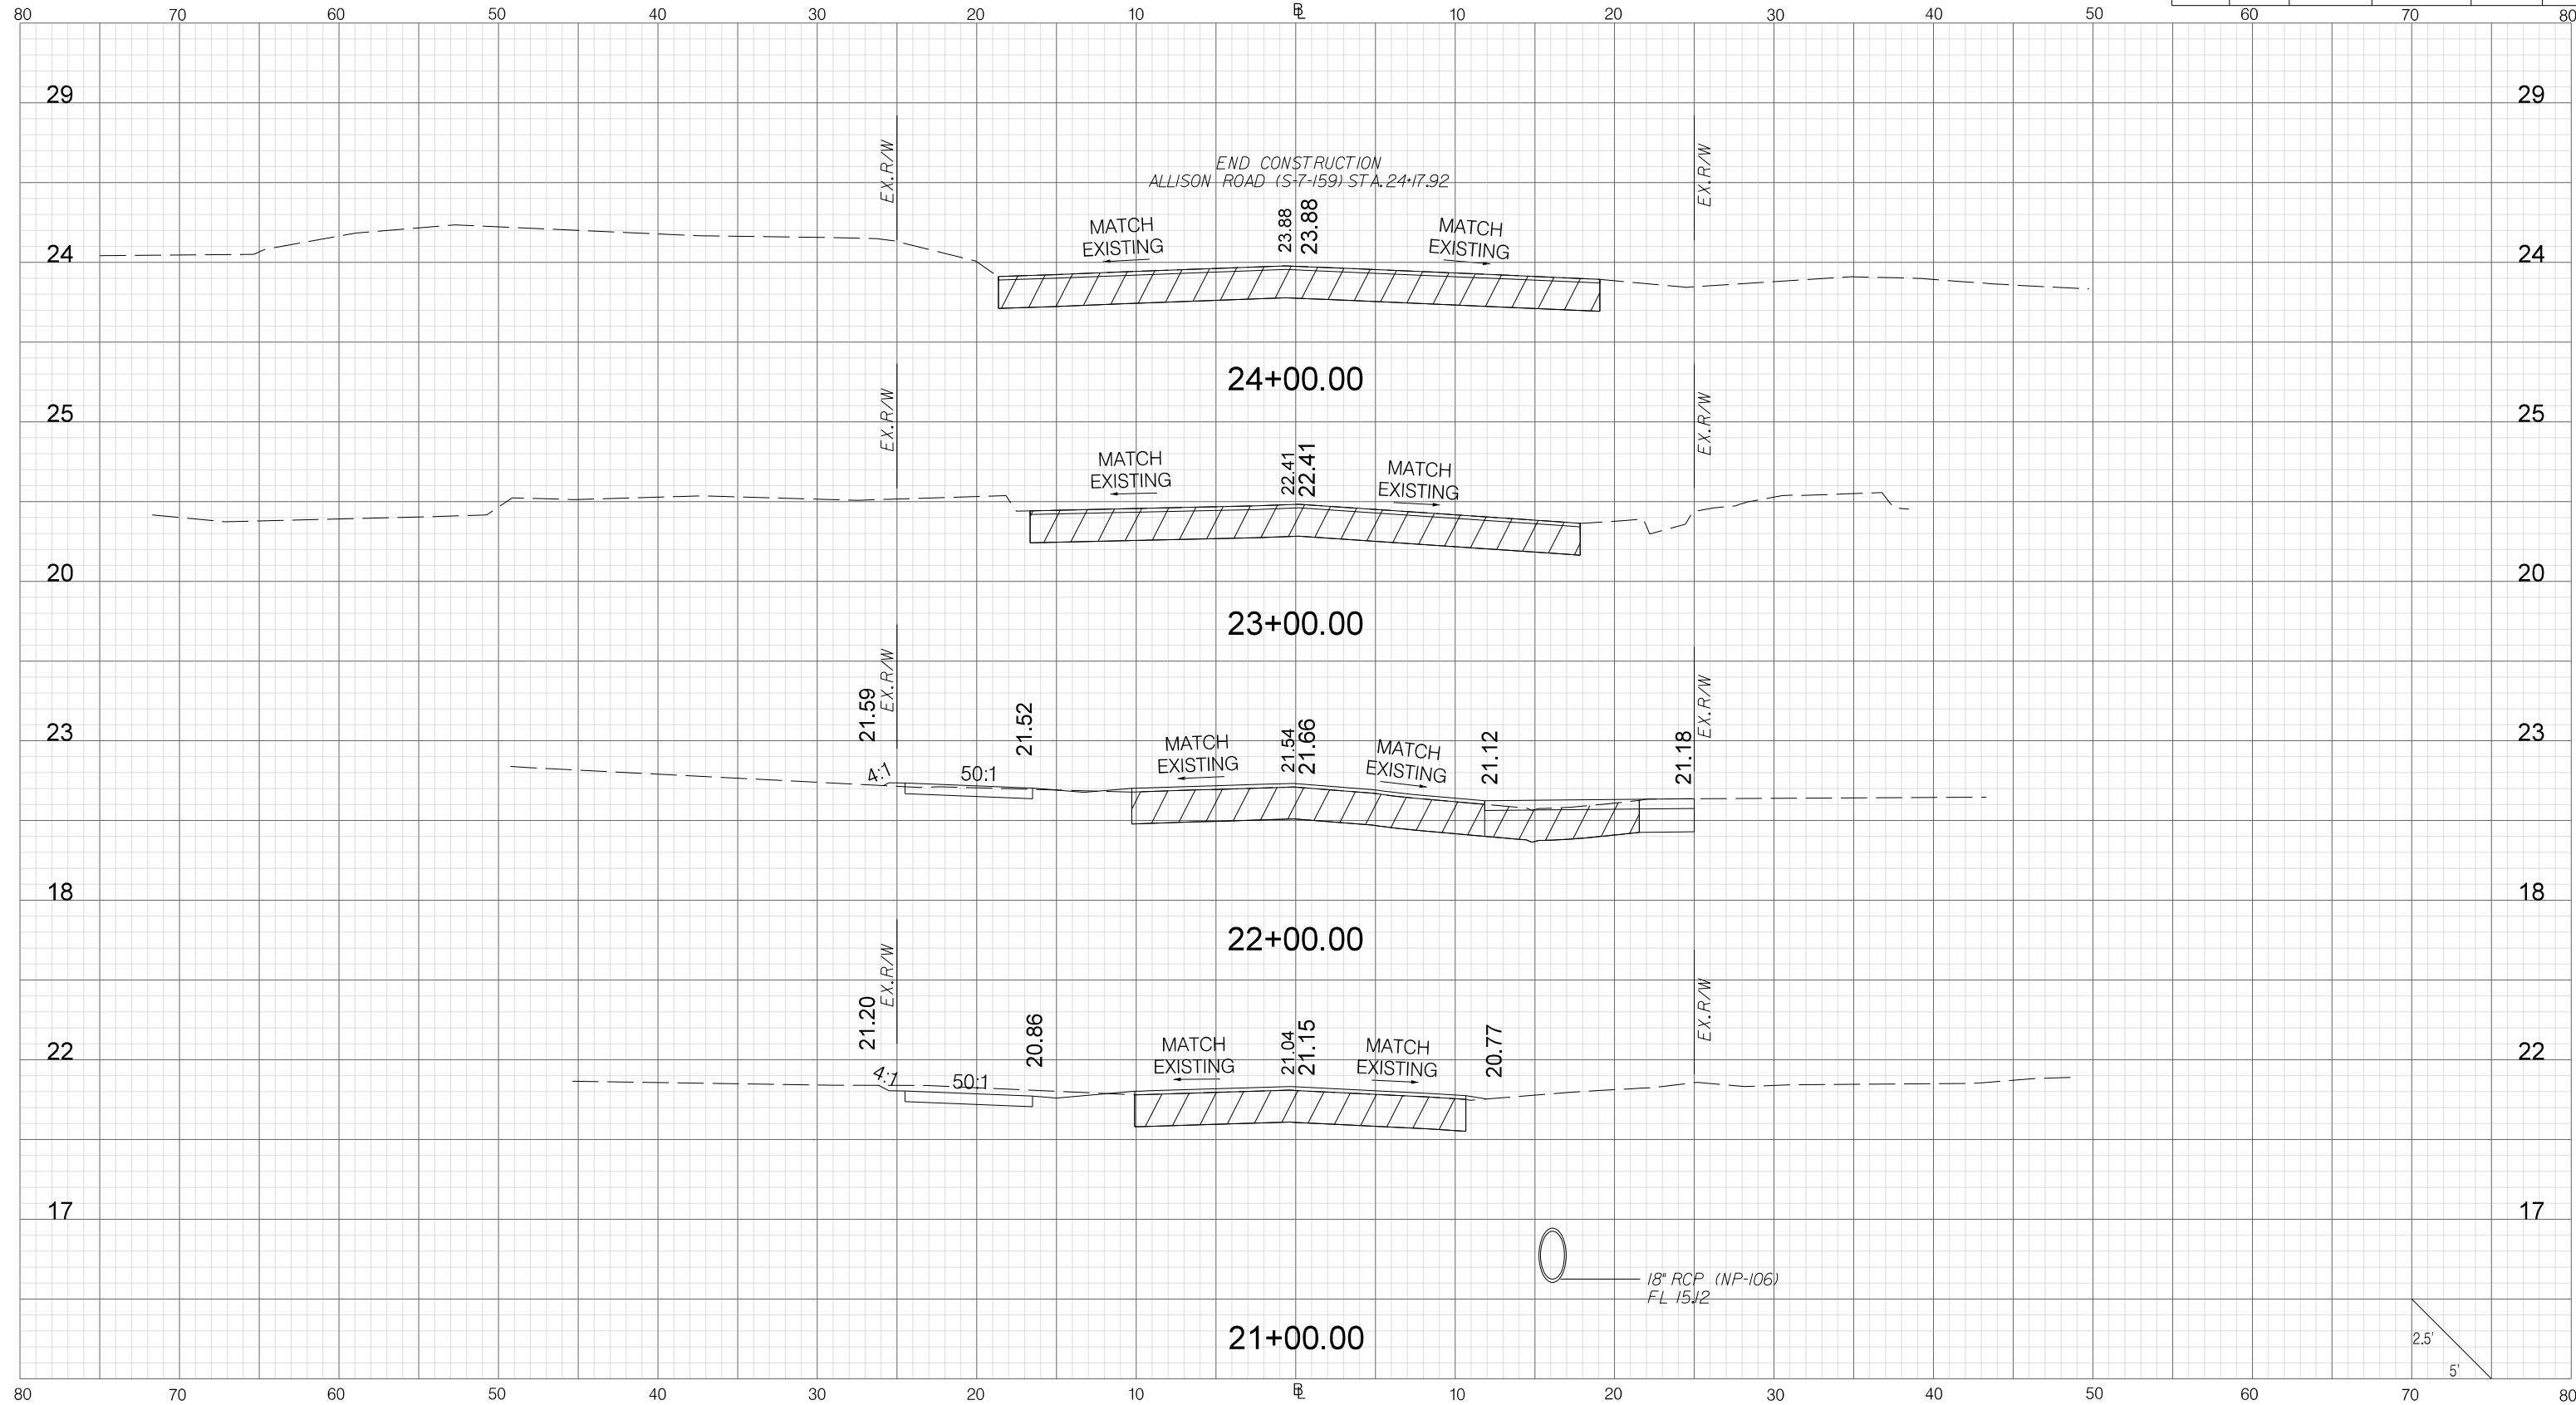 80 70 60 50 40 30 20 10 ℄ 10 20 30 40 50 60 70 80
29 29
EX.R/W EX.R/W
END CONSTRUCTION
ALLISON ROAD (S-7-159) STA. 24+17.92
MATCH
EXISTING
23.88
23.88
MATCH
EXISTING
24 24
24+00.00
25 25
EX.R/W EX.R/W
MATCH
EXISTING
22.41
22.41
MATCH
EXISTING
20 20
23+00.00
EX.R/W EX.R/W
21.59
21.52
MATCH
EXISTING
21.54
21.66
MATCH
EXISTING
21.12
21.18
23 23
4:1
50:1
18 18
22+00.00
EX.R/W EX.R/W
21.20
20.86
MATCH
EXISTING
21.04
21.15
MATCH
EXISTING
20.77
22 22
4:1
50:1
17 17
18" RCP (NP-106)
FL 15.12
21+00.00
2.5'
5'
80 70 60 50 40 30 20 10 ℄ 10 20 30 40 50 60 70 80